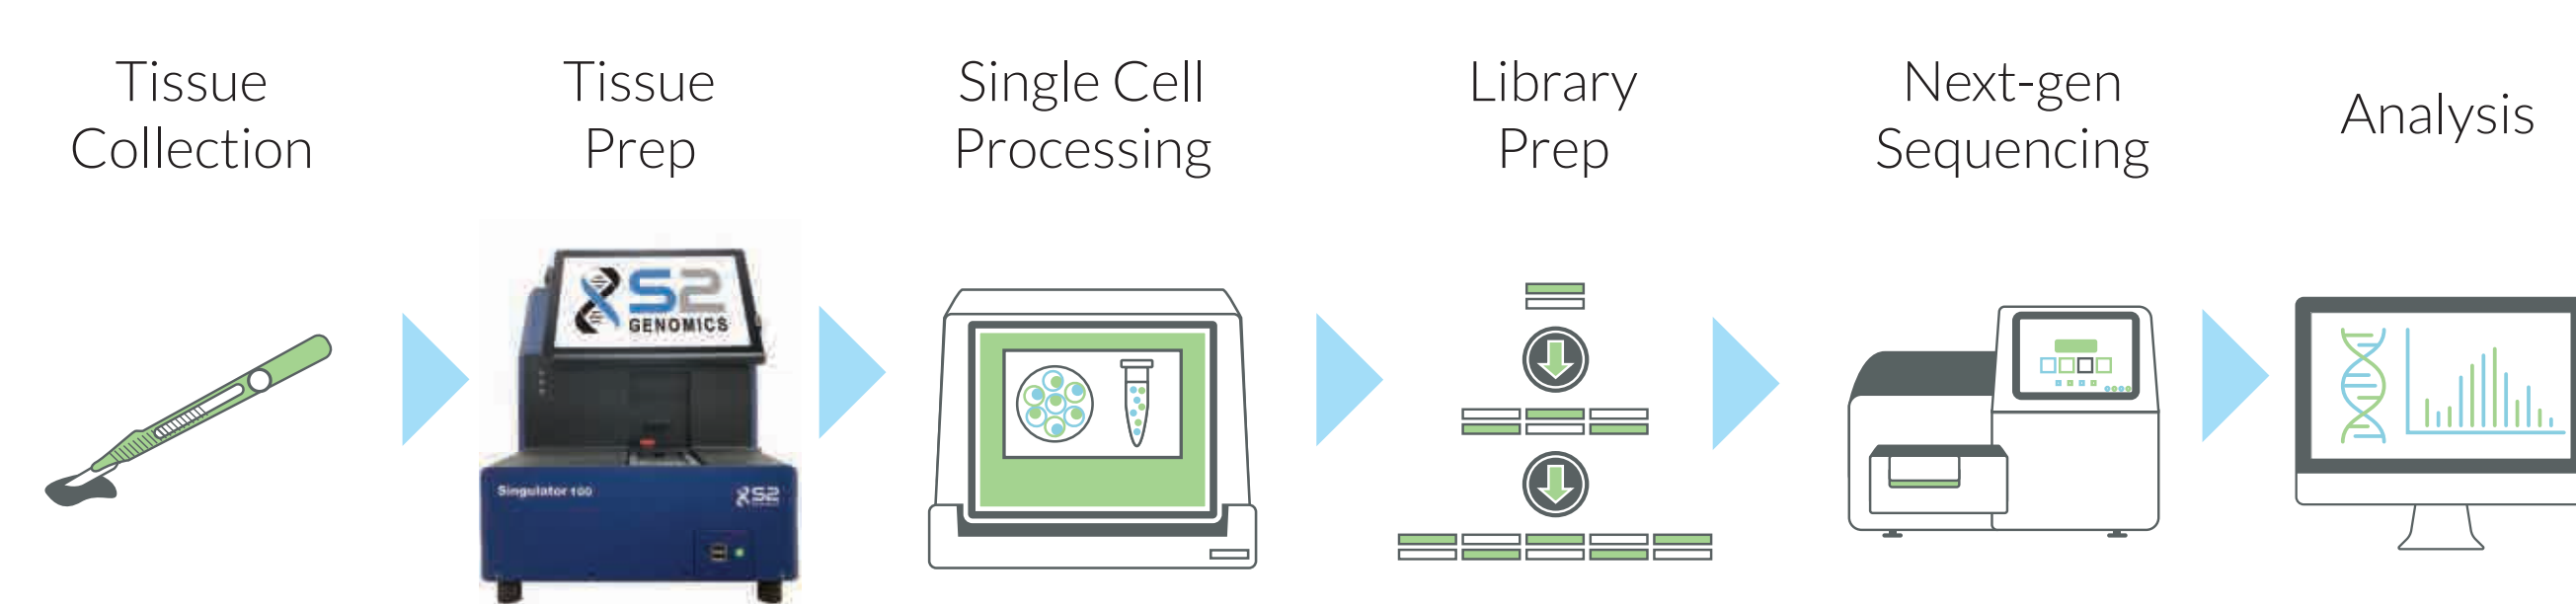 Tissue
Collection
Tissue
Prep
Single Cell
Processing
Library
Prep
Next-gen
Sequencing
Analysis
S2
GENOMICS
Singulator 100
S2